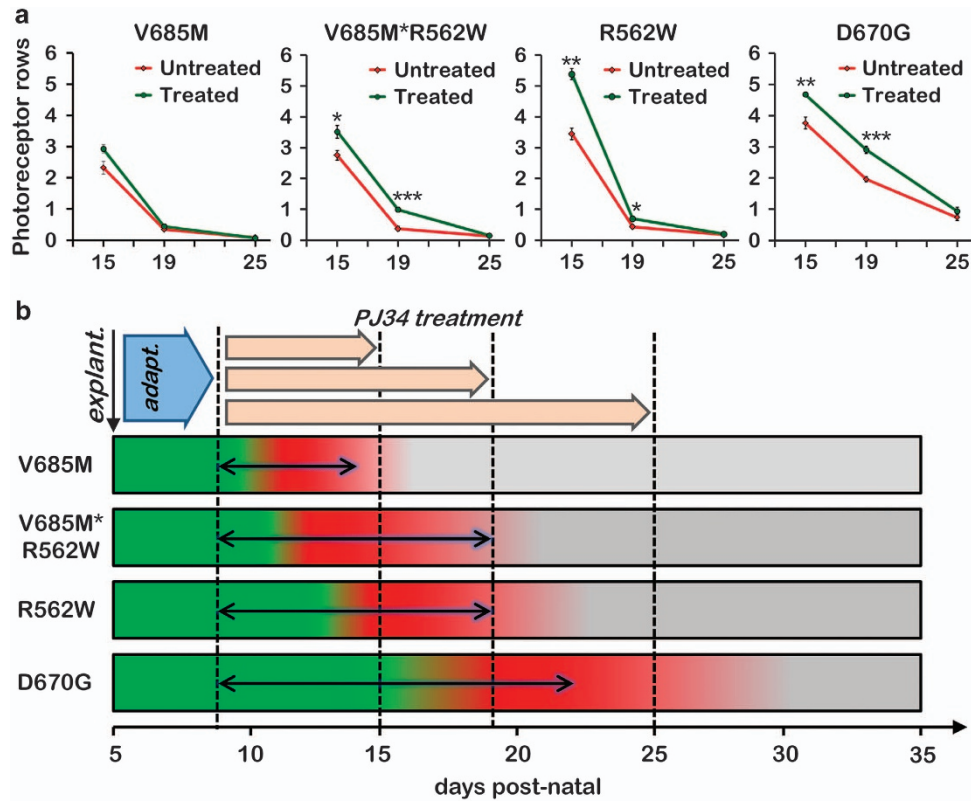 a
V685M
V685M*R562W
R562W
D670G
Photoreceptor rows
6
5
4
3
2
1
0
Untreated
Treated
15 19 25
6
5
4
3
2
1
0
Untreated
Treated
*
***
15 19 25
6
5
4
3
2
1
0
Untreated
Treated
**
*
15 19 25
6
5
4
3
2
1
0
Untreated
Treated
**
***
15 19 25
b
PJ34 treatment
explant.
adapt.
V685M
V685M*
R562W
R562W
D670G
5 10 15 20 25 30 35
days post-natal